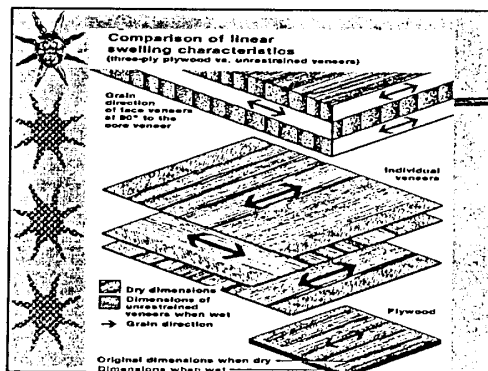 Comparison of linear
swelling characteristics
(three-ply plywood vs. unrestrained veneers)
Grain
direction
of face veneers
at 90° to the
core veneer
Individual
veneers
Dry dimensions
Dimensions of
unrestrained
veneers when wet
Grain direction
Plywood
Original dimensions when dry
Dimensions when wet